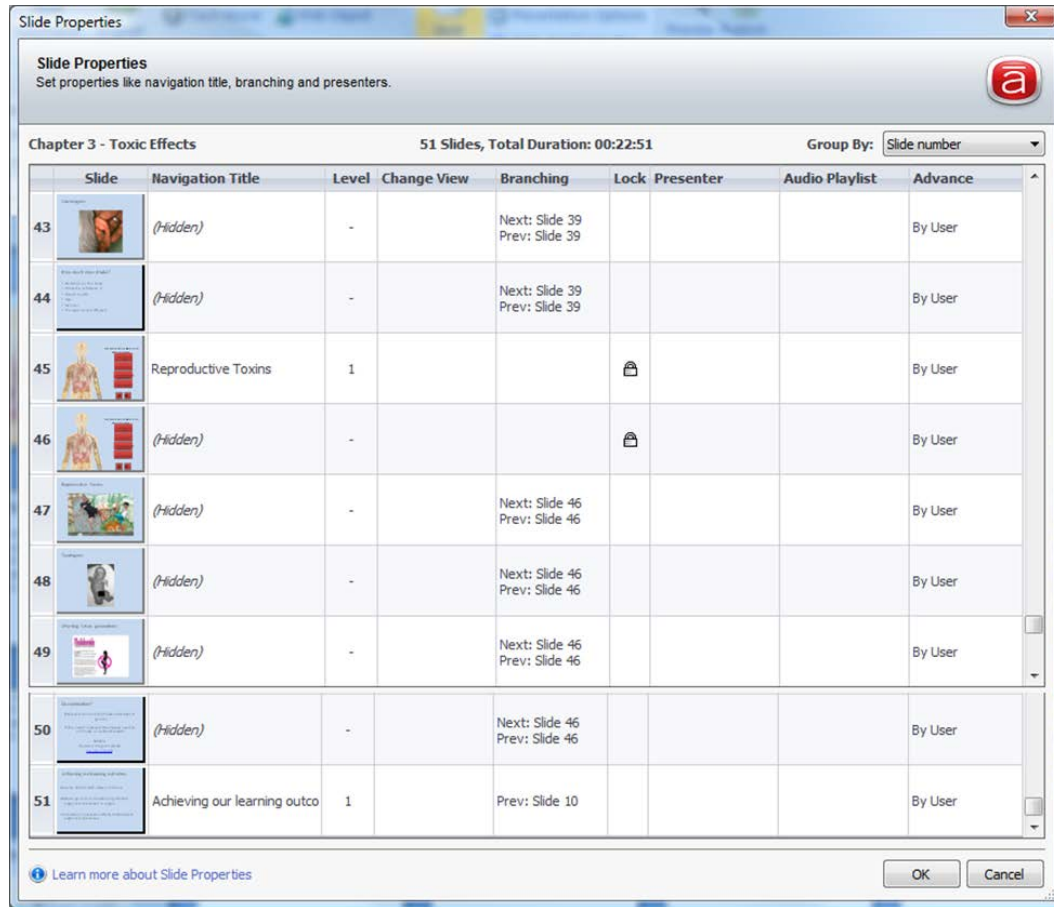 Slide Properties
Slide Properties
Set properties like navigation title, branching and presenters.
Chapter 3 - Toxic Effects 51 Slides, Total Duration: 00:22:51 Group By: Slide number
Slide Navigation Title Level Change View Branching Lock Presenter Audio Playlist Advance
43 (Hidden) - Next: Slide 39 By User
Prev: Slide 39
44 (Hidden) - Next: Slide 39 By User
Prev: Slide 39
45 Reproductive Toxins 1 By User
46 (Hidden) - By User
47 (Hidden) - Next: Slide 46 By User
Prev: Slide 46
48 (Hidden) - Next: Slide 46 By User
Prev: Slide 46
49 (Hidden) - Next: Slide 46 By User
Prev: Slide 46
50 (Hidden) - Next: Slide 46 By User
Prev: Slide 46
51 Achieving our learning outco 1 Prev: Slide 10 By User
Learn more about Slide Properties OK Cancel